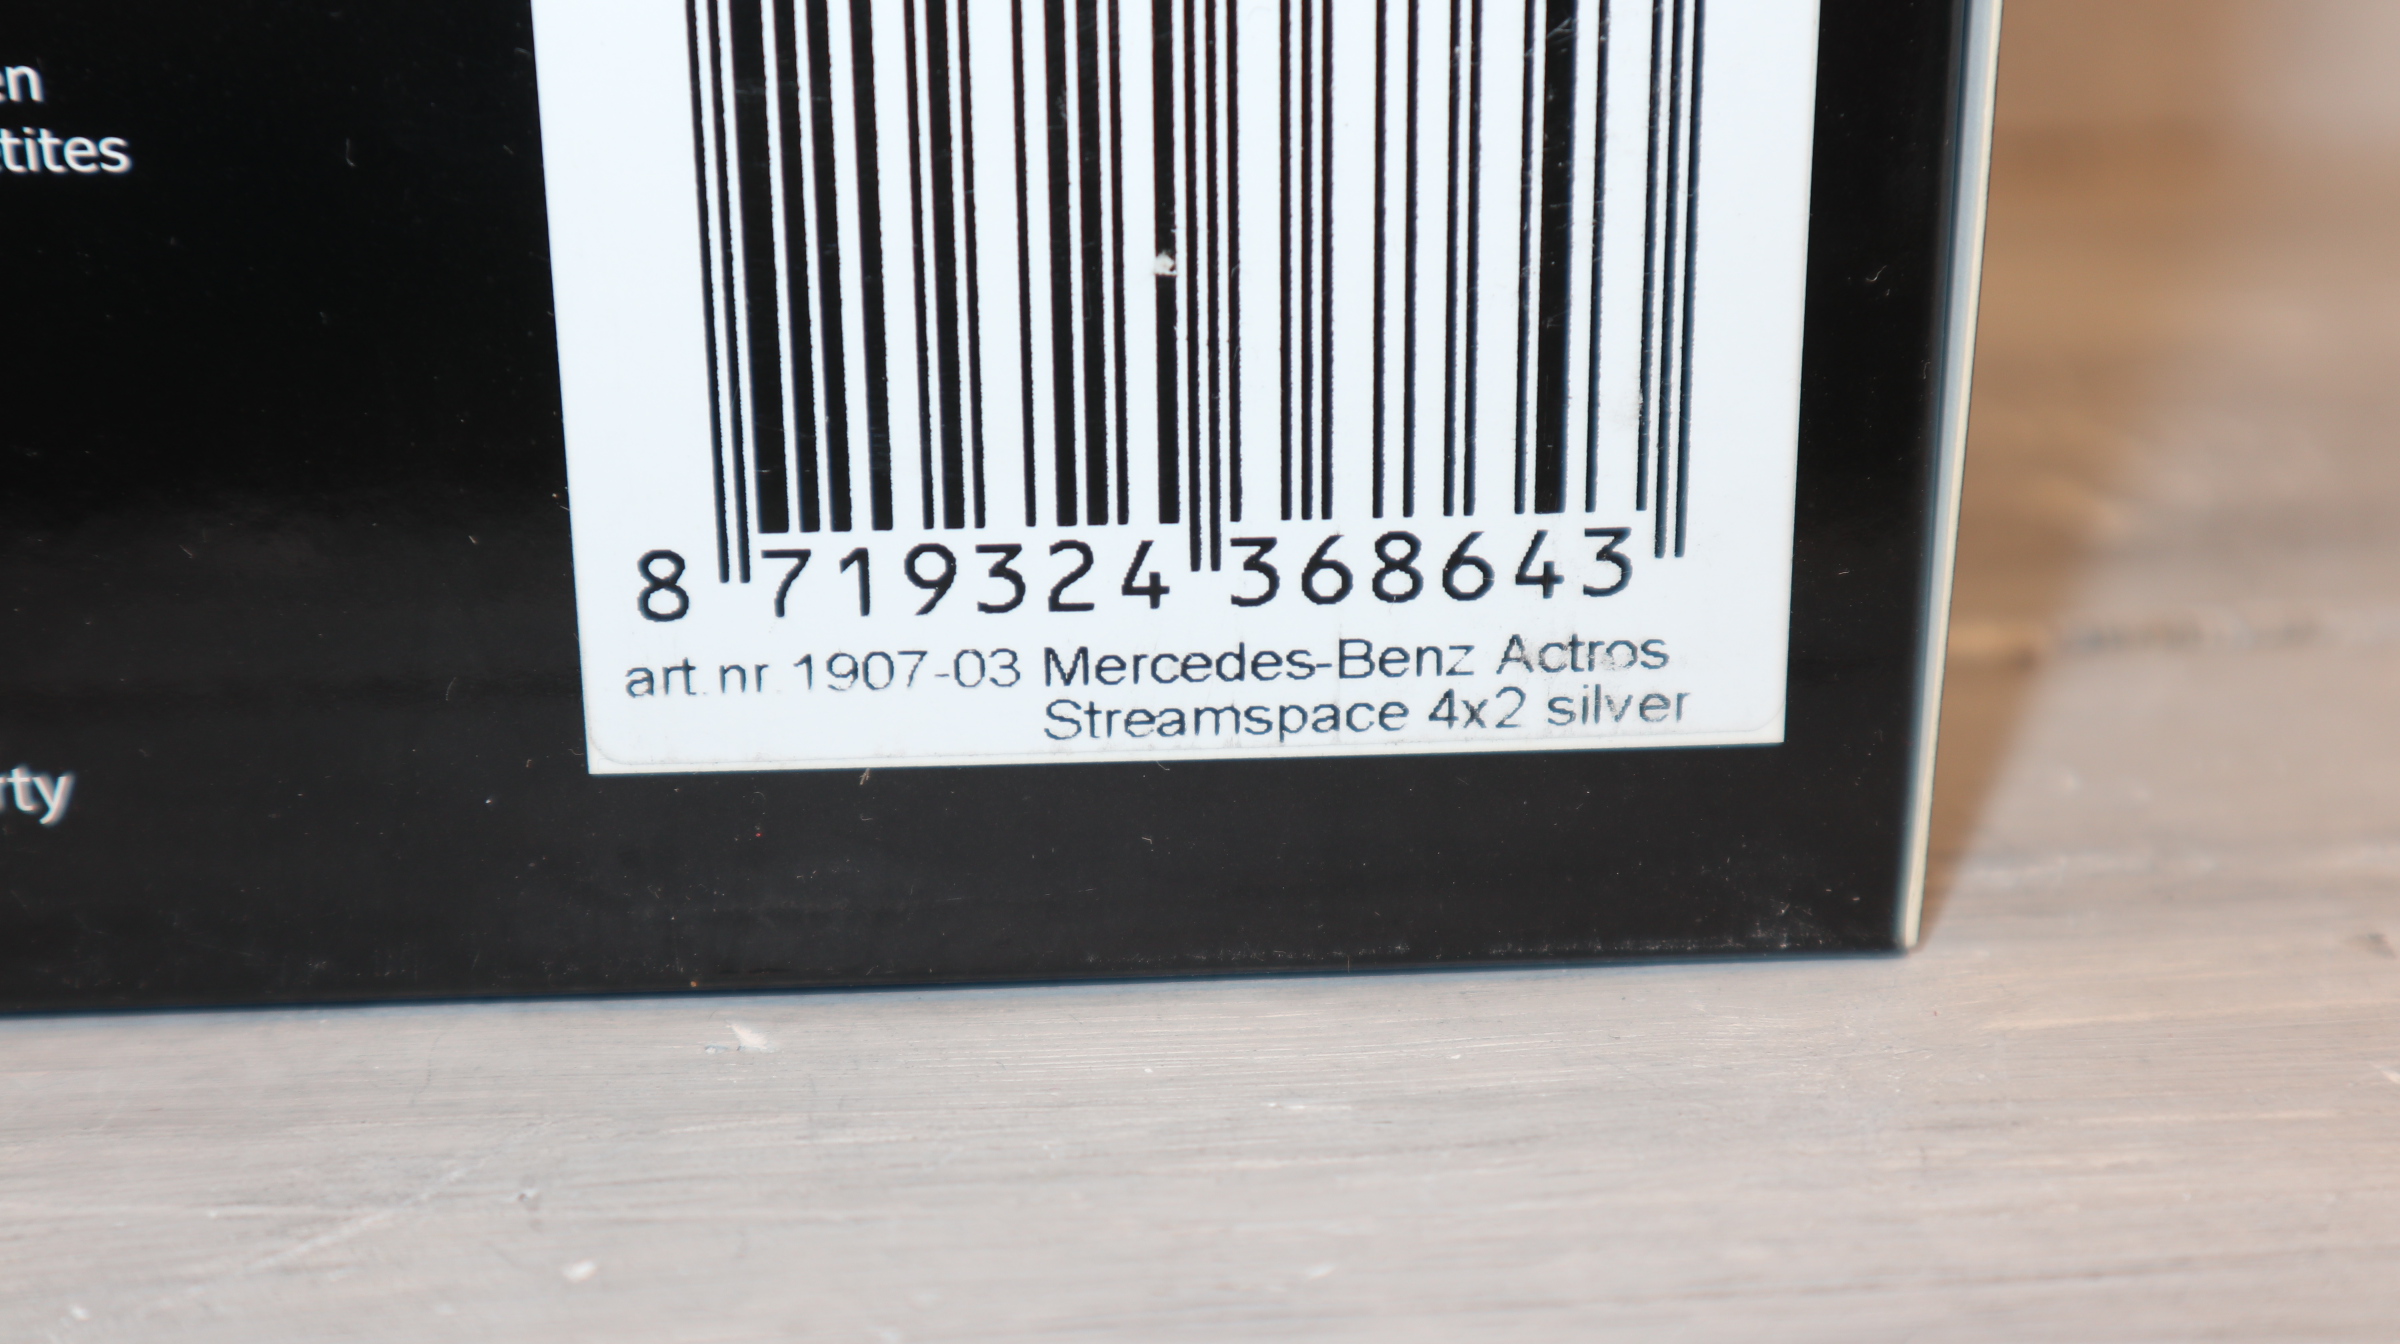 en
tites
rty
8 719324 368643
art.nr. 1907-03 Mercedes-Benz Actros
Streamspace 4x2 silver